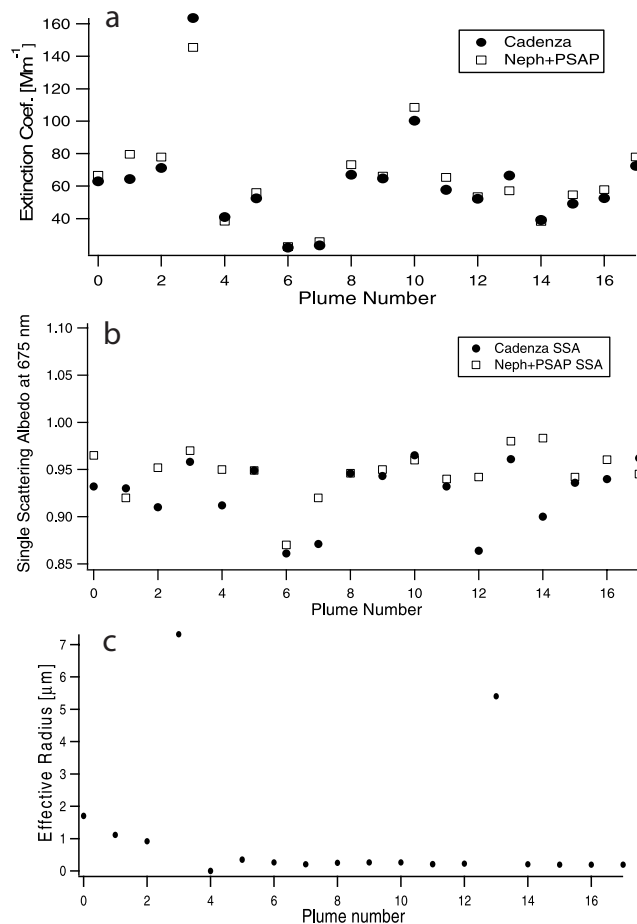 a
160
140
120
100
80
60
40
Extinction Coef. [Mm⁻¹]
Cadenza
Neph+PSAP
0 2 4 6 8 10 12 14 16
Plume Number
b
1.10
1.05
1.00
0.95
0.90
0.85
Single Scattering Albedo at 675 nm
Cadenza SSA
Neph+PSAP SSA
0 2 4 6 8 10 12 14 16
Plume Number
c
7
6
5
4
3
2
1
0
Effective Radius [μm]
0 2 4 6 8 10 12 14 16
Plume number